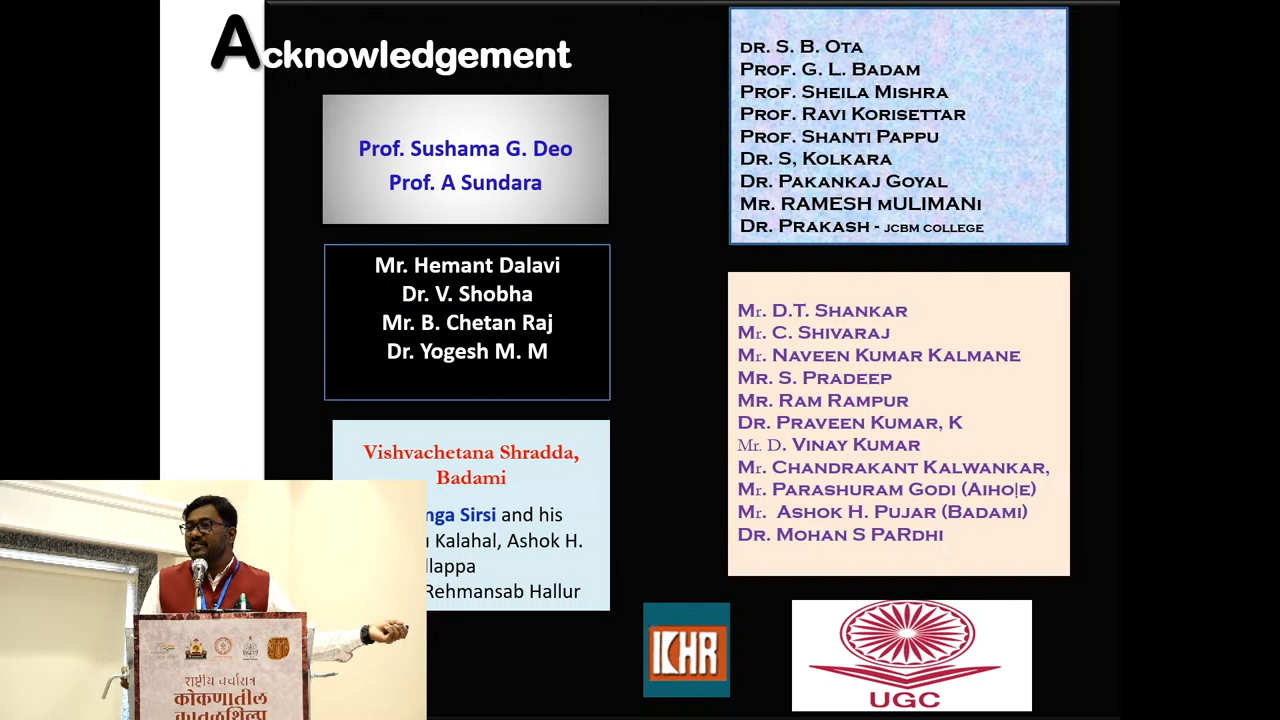 Acknowledgement
Prof. Sushama G. Deo
Prof. A Sundara
Mr. Hemant Dalavi
Dr. V. Shobha
Mr. B. Chetan Raj
Dr. Yogesh M. M
Vishvachetana Shradda,
Badami
Sirsi and his
Kalahal, Ashok H.
Rehmansab Hallur
DR. S. B. OTA
PROF. G. L. BADAM
PROF. SHEILA MISHRA
PROF. RAVI KORISETTAR
PROF. SHANTI PAPPU
DR. S, KOLKARA
DR. PAKANKAJ GOYAL
MR. RAMESH mULIMANi
DR. PRAKASH - JCBM COLLEGE
Mr. D.T. SHANKAR
Mr. C. SHIVARAJ
Mr. NAVEEN KUMAR KALMANE
MR. S. PRADEEP
MR. RAM RAMPUR
DR. PRAVEEN KUMAR, K
Mr. D. VINAY KUMAR
Mr. CHANDRAKANT KALWANKAR,
Mr. PARASHURAM GODI (AIHOḶE)
Mr. ASHOK H. PUJAR (BADAMI)
DR. MOHAN S PaRDHI
ICHR
UGC
राष्ट्रीय चर्चासत्र
कोकणातील
कातळशिल्प